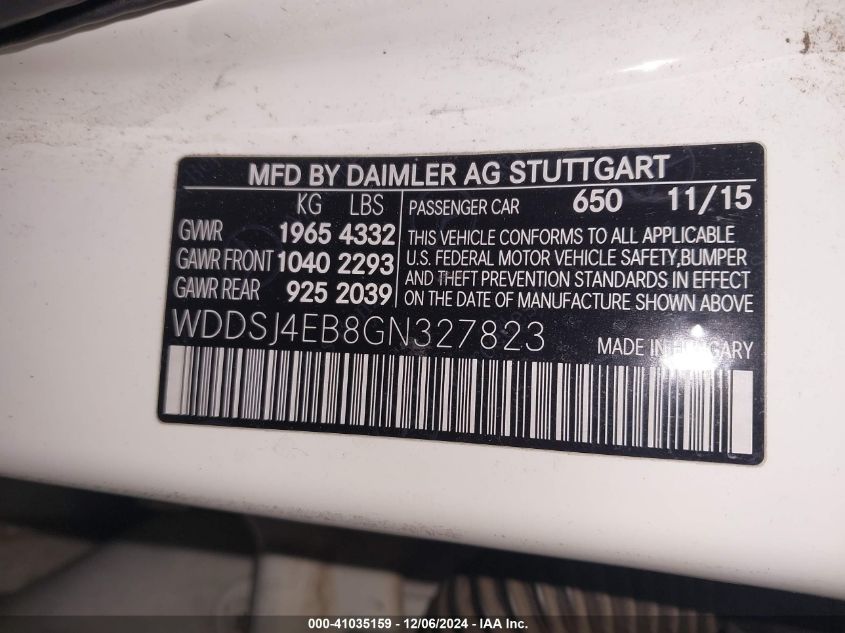 MFD BY DAIMLER AG STUTTGART
KG LBS
GVWR 1965 4332
GAWR FRONT 1040 2293
GAWR REAR 925 2039
PASSENGER CAR 650 11/15
THIS VEHICLE CONFORMS TO ALL APPLICABLE
U.S. FEDERAL MOTOR VEHICLE SAFETY, BUMPER
AND THEFT PREVENTION STANDARDS IN EFFECT
ON THE DATE OF MANUFACTURE SHOWN ABOVE
WDDSJ4EB8GN327823
MADE IN HUNGARY
000-41035159 - 12/06/2024 - IAA Inc.